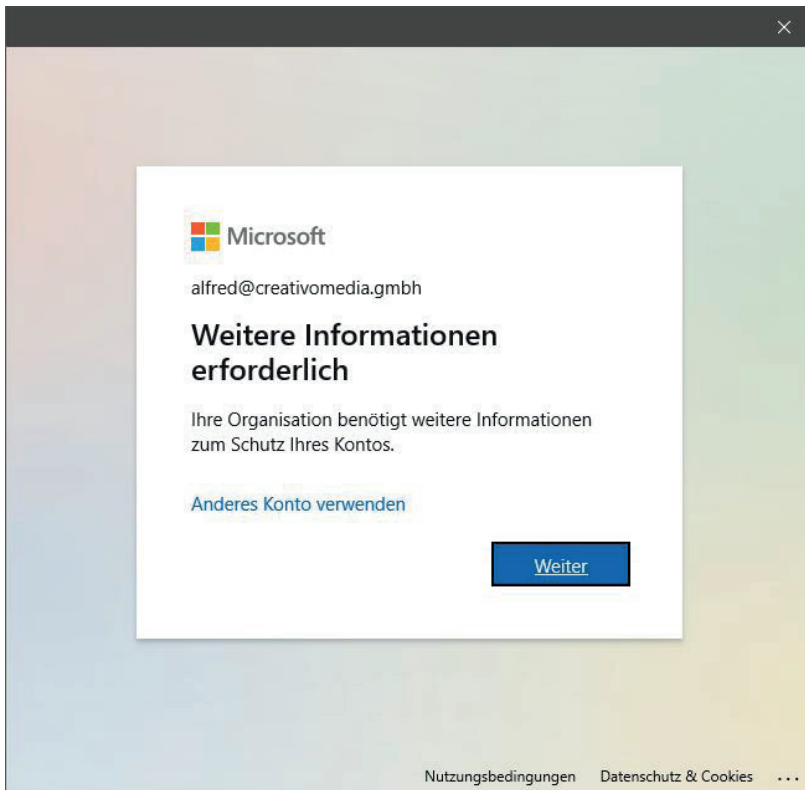 Microsoft
alfred@creativomedia.gmbh
Weitere Informationen
erforderlich
Ihre Organisation benötigt weitere Informationen
zum Schutz Ihres Kontos.
Anderes Konto verwenden
Weiter
Nutzungsbedingungen Datenschutz & Cookies ...